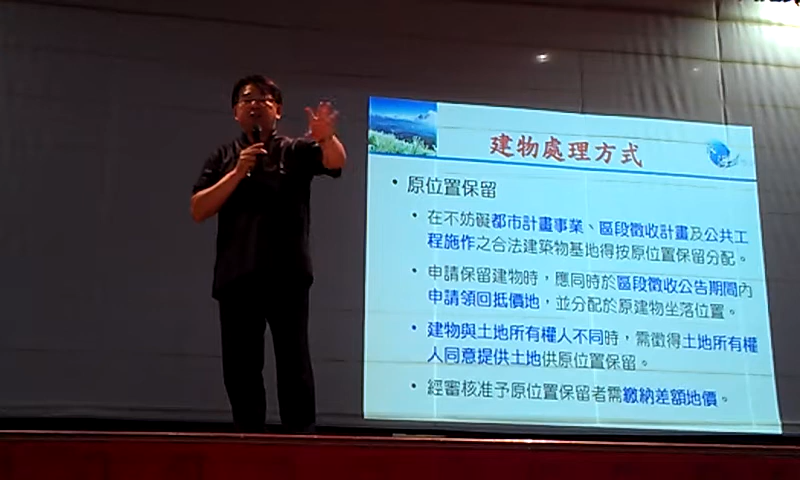 建物處理方式
• 原位置保留
• 在不妨礙都市計畫事業、區段徵收計畫及公共工
程施作之合法建築物基地得按原位置保留分配。
• 申請保留建物時，應同時於區段徵收公告期間內
申請領回抵價地，並分配於原建物坐落位置。
• 建物與土地所有權人不同時，需徵得土地所有權
人同意提供土地供原位置保留。
• 經審核准予原位置保留者需繳納差額地價。